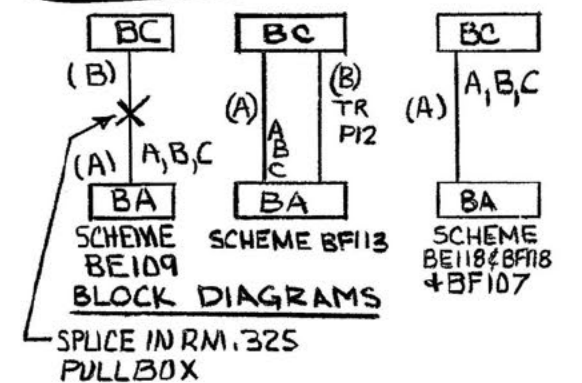 BC
(B)
(A) A,B,C
BA
SCHEME
BE109
BC
(A)
(B)
TR
P12
A
B
C
BA
SCHEME BF113
BC
(A) A,B,C
BA
SCHEME
BE118 & BF118
& BF107
BLOCK DIAGRAMS
SPLICE IN RM. 325
PULLBOX